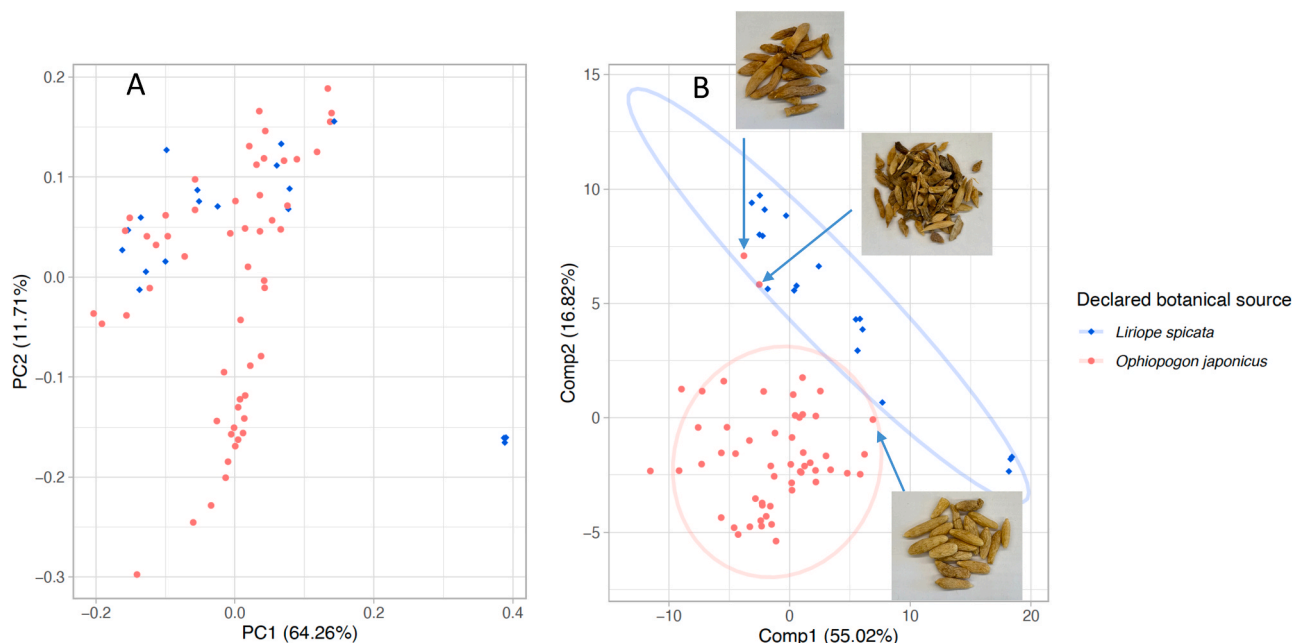 A
B
0.2
0.1
0.0
−0.1
−0.2
−0.3
PC2 (11.71%)
−0.2
0.0
0.2
0.4
PC1 (64.26%)
15
10
5
0
−5
Comp2 (16.82%)
−10
0
10
20
Comp1 (55.02%)
Declared botanical source
Liriope spicata
Ophiopogon japonicus